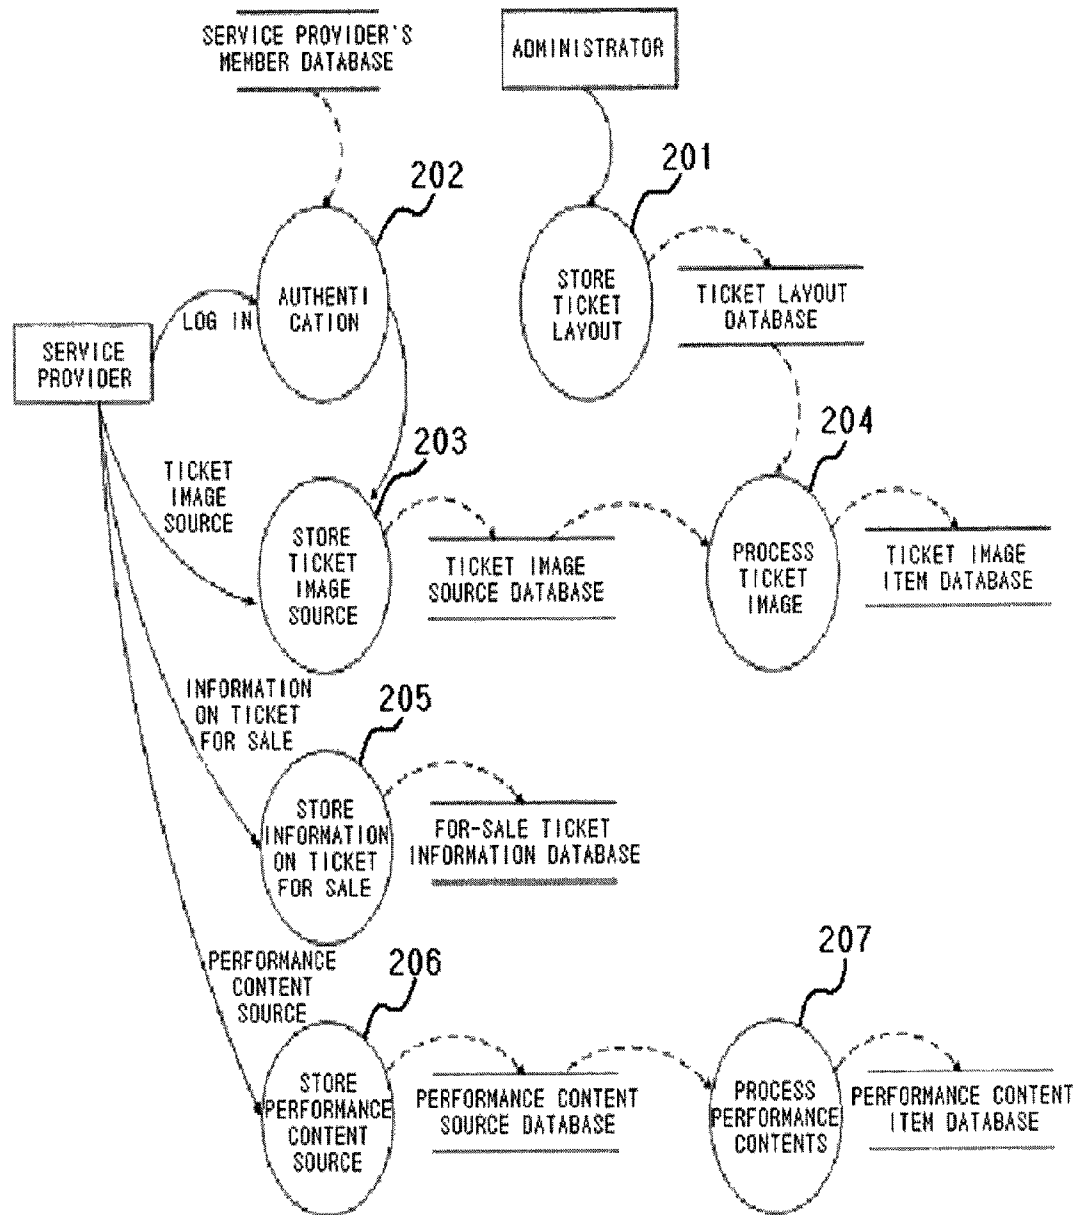 SERVICE PROVIDER'S
MEMBER DATABASE
ADMINISTRATOR
202
201
AUTHENTI
CATION
STORE
TICKET
LAYOUT
TICKET LAYOUT
DATABASE
LOG IN
SERVICE
PROVIDER
203
204
TICKET
IMAGE
SOURCE
STORE
TICKET
IMAGE
SOURCE
TICKET IMAGE
SOURCE DATABASE
PROCESS
TICKET
IMAGE
TICKET IMAGE
ITEM DATABASE
INFORMATION
ON TICKET
FOR SALE
205
STORE
INFORMATION
ON TICKET
FOR SALE
FOR-SALE TICKET
INFORMATION DATABASE
PERFORMANCE
CONTENT
SOURCE
206
207
STORE
PERFORMANCE
CONTENT
SOURCE
PERFORMANCE CONTENT
SOURCE DATABASE
PROCESS
PERFORMANCE
CONTENTS
PERFORMANCE CONTENT
ITEM DATABASE